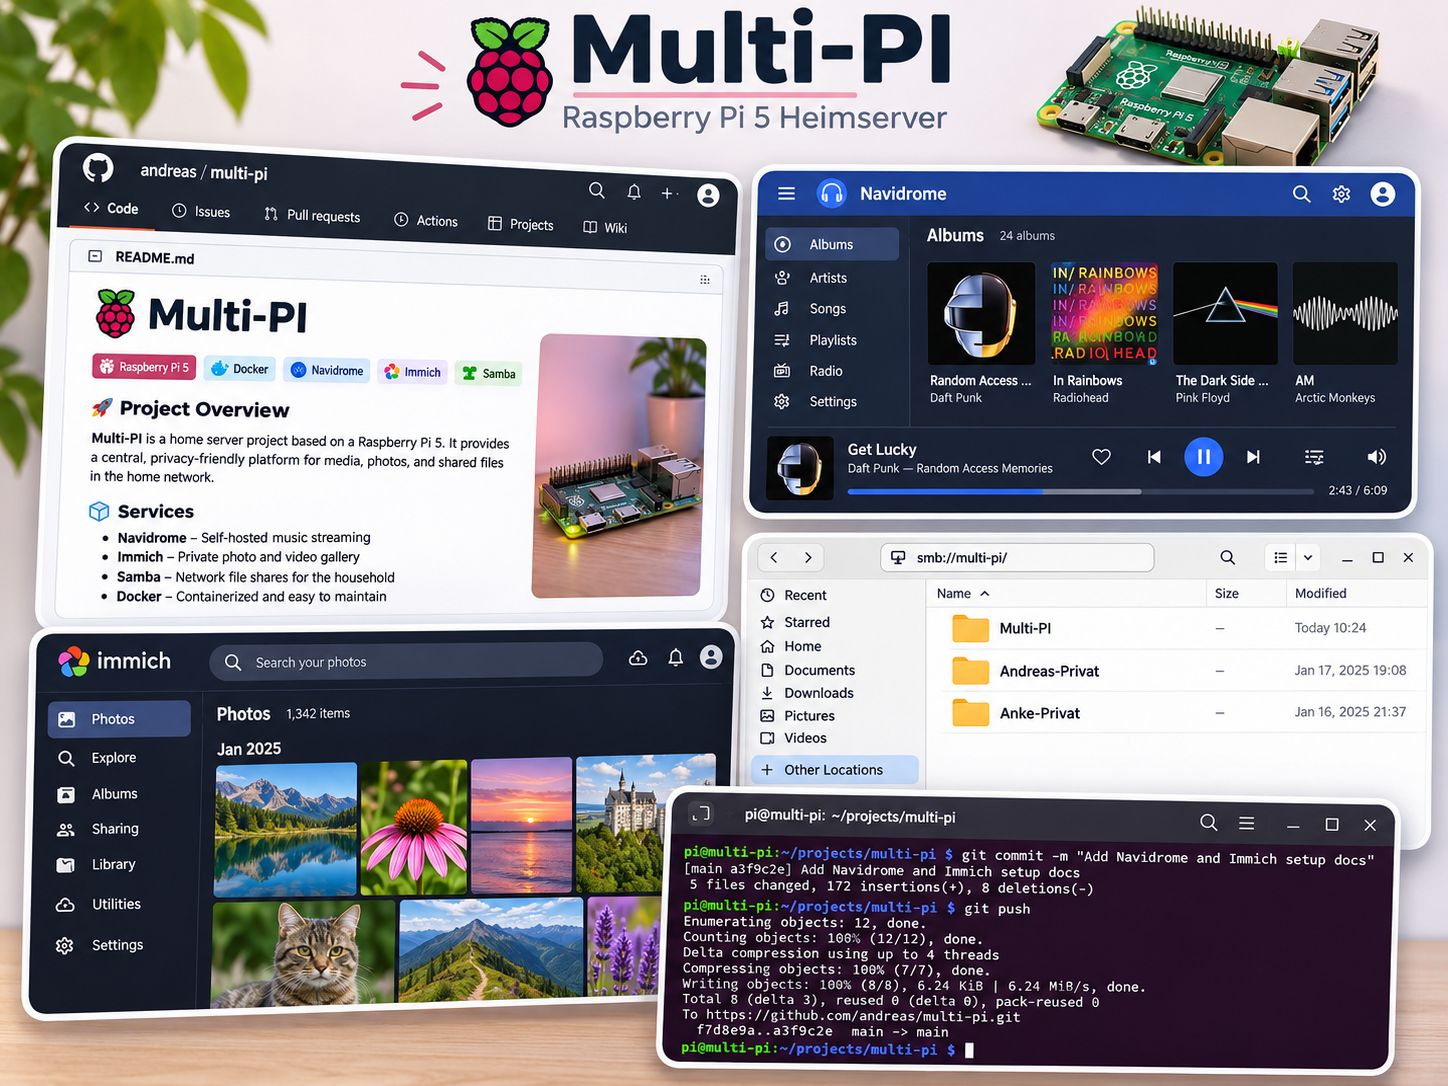 Multi-PI
Raspberry Pi 5 Heimserver
Raspberry Pi 5
andreas / multi-pi
Code
Issues
Pull requests
Actions
Projects
Wiki
README.md
Multi-PI
Raspberry Pi 5
Docker
Navidrome
Immich
Samba
Project Overview
Multi-PI is a home server project based on a Raspberry Pi 5. It provides
a central, privacy-friendly platform for media, photos, and shared files
in the home network.
Services
• Navidrome – Self-hosted music streaming
• Immich – Private photo and video gallery
• Samba – Network file shares for the household
• Docker – Containerized and easy to maintain
Navidrome
Albums
Artists
Songs
Playlists
Radio
Settings
Albums 24 albums
IN/ RAINBOWS
IN/ RAINBOWS
IN/ RAINBOWS
IN/ RAINBOWS
RAD IO HEAD
Random Access ...
Daft Punk
In Rainbows
Radiohead
The Dark Side ...
Pink Floyd
AM
Arctic Monkeys
Get Lucky
Daft Punk — Random Access Memories
2:43 / 6:09
smb://multi-pi/
Recent
Starred
Home
Documents
Downloads
Pictures
Videos
+ Other Locations
Name Size Modified
Multi-PI – Today 10:24
Andreas-Privat – Jan 17, 2025 19:08
Anke-Privat – Jan 16, 2025 21:37
immich
Search your photos
Photos
Explore
Albums
Sharing
Library
Utilities
Settings
Photos 1,342 items
Jan 2025
pi@multi-pi: ~/projects/multi-pi
pi@multi-pi:~/projects/multi-pi $ git commit -m "Add Navidrome and Immich setup docs"
[main a3f9c2e] Add Navidrome and Immich setup docs
5 files changed, 172 insertions(+), 8 deletions(-)
pi@multi-pi:~/projects/multi-pi $ git push
Enumerating objects: 12, done.
Counting objects: 100% (12/12), done.
Delta compression using up to 4 threads
Compressing objects: 100% (7/7), done.
Writing objects: 100% (8/8), 6.24 KiB | 6.24 MiB/s, done.
Total 8 (delta 3), reused 0 (delta 0), pack-reused 0
To https://github.com/andreas/multi-pi.git
f7d8e9a..a3f9c2e main -> main
pi@multi-pi:~/projects/multi-pi $